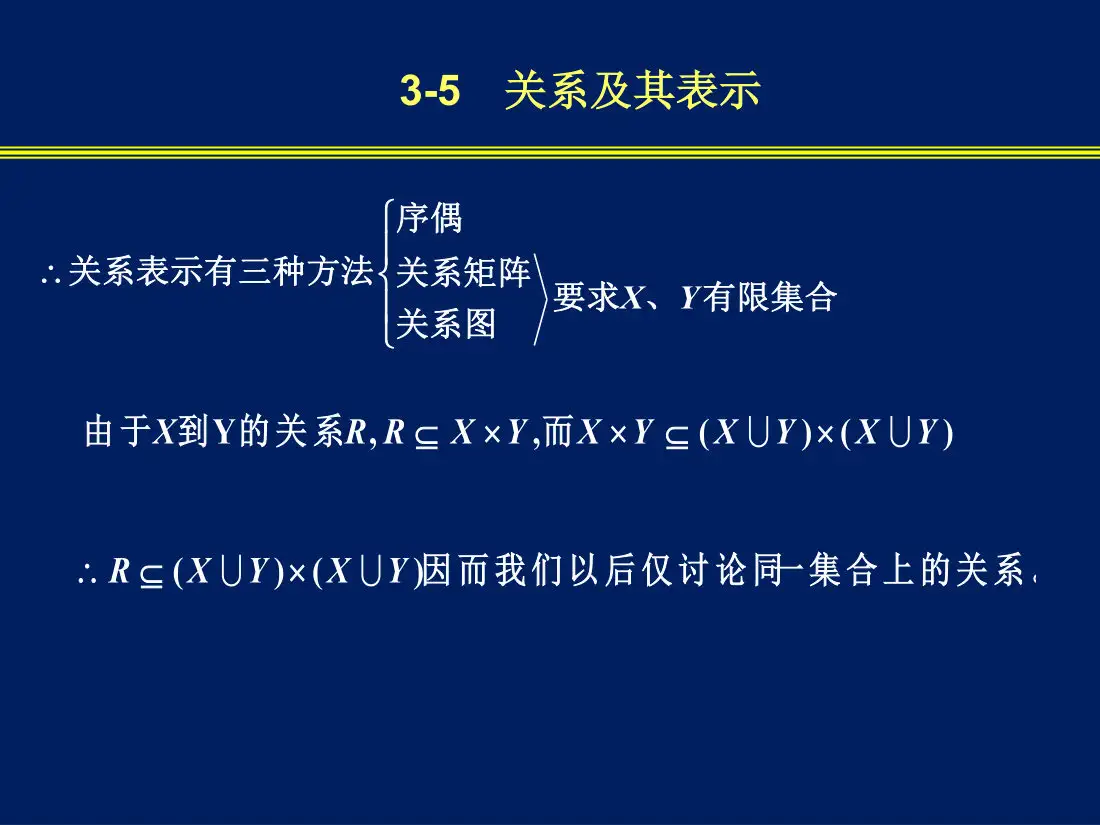 3-5 关系及其表示
序偶
∴关系表示有三种方法
关系矩阵
关系图
要求X、Y有限集合
由于X到Y的关系R, R ⊆ X × Y ,而X × Y ⊆ (X ∪ Y)×(X ∪ Y)
∴ R ⊆ (X ∪ Y)×(X ∪ Y)因而我们以后仅讨论同一集合上的关系。